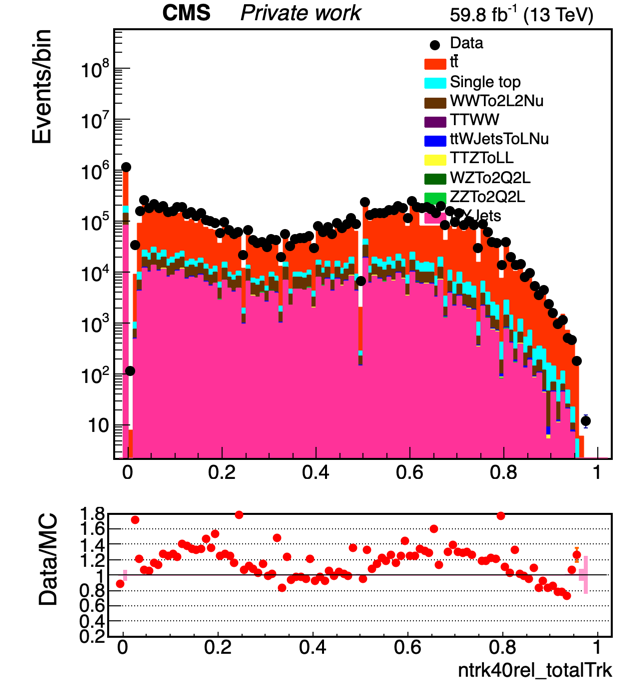 CMS Private work 59.8 fb⁻¹ (13 TeV)
Events/bin
Data
tt̄
Single top
WWTo2L2Nu
TTWW
ttWJetsToLNu
TTZToLL
WZTo2Q2L
ZZTo2Q2L
Jets
10⁸
10⁷
10⁶
10⁵
10⁴
10³
10²
10
0 0.2 0.4 0.6 0.8 1
Data/MC
1.8
1.6
1.4
1.2
1
0.8
0.6
0.4
0.2
0 0.2 0.4 0.6 0.8 1
ntrk40rel_totalTrk